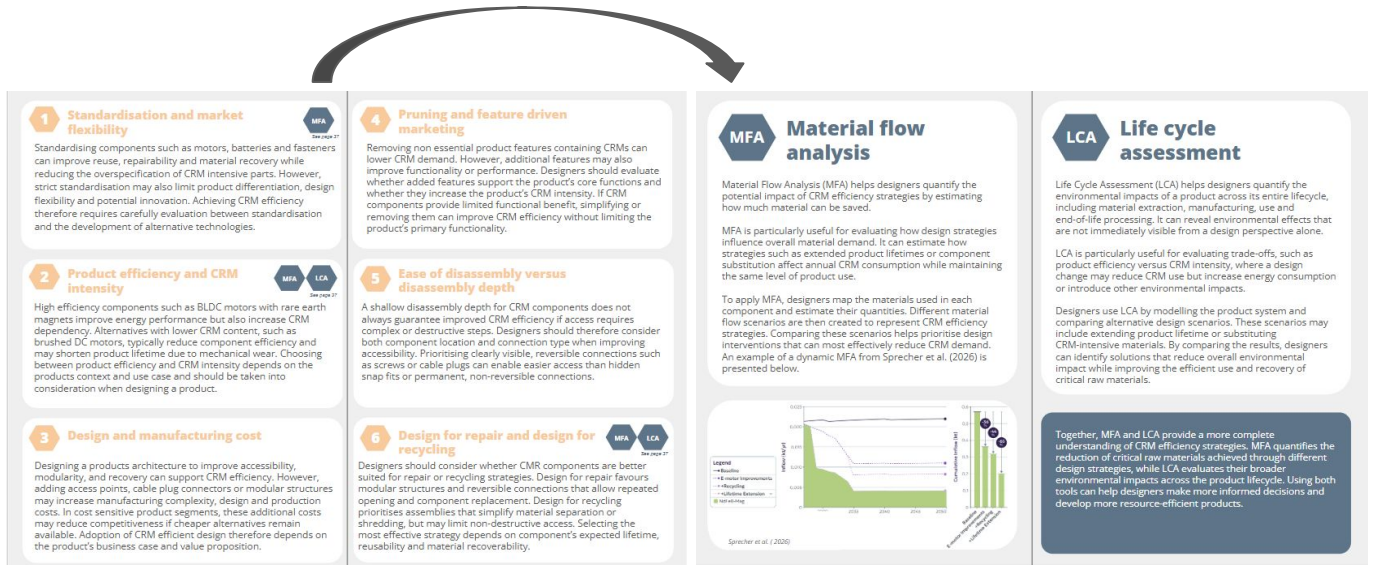 1
Standardisation and market
flexibility
MFA
See page 37
Standardising components such as motors, batteries and fasteners
can improve reuse, repairability and material recovery while
reducing the overspecification of CRM intensive parts. However,
strict standardisation may also limit product differentiation, design
flexibility and potential innovation. Achieving CRM efficiency
therefore requires carefully evaluation between standardisation
and the development of alternative technologies.
2
Product efficiency and CRM
intensity
MFA
LCA
See page 37
High efficiency components such as BLDC motors with rare earth
magnets improve energy performance but also increase CRM
dependency. Alternatives with lower CRM content, such as
brushed DC motors, typically reduce component efficiency and
may shorten product lifetime due to mechanical wear. Choosing
between product efficiency and CRM intensity depends on the
products context and use case and should be taken into
consideration when designing a product.
3
Design and manufacturing cost
Designing a products architecture to improve accessibility,
modularity, and recovery can support CRM efficiency. However,
adding access points, cable plug connectors or modular structures
may increase manufacturing complexity, design and production
costs. In cost sensitive product segments, these additional costs
may reduce competitiveness if cheaper alternatives remain
available. Adoption of CRM efficient design therefore depends on
the product's business case and value proposition.
4
Pruning and feature driven
marketing
Removing non essential product features containing CRMs can
lower CRM demand. However, additional features may also
improve functionality or performance. Designers should evaluate
whether added features support the product's core functions and
whether they increase the product's CRM intensity. If CRM
components provide limited functional benefit, simplifying or
removing them can improve CRM efficiency without limiting the
product's primary functionality.
5
Ease of disassembly versus
disassembly depth
A shallow disassembly depth for CRM components does not
always guarantee improved CRM efficiency if access requires
complex or destructive steps. Designers should therefore consider
both component location and connection type when improving
accessibility. Prioritising clearly visible, reversible connections such
as screws or cable plugs can enable easier access than hidden
snap fits or permanent, non-reversible connections.
6
Design for repair and design for
recycling
MFA
LCA
See page 37
Designers should consider whether CMR components are better
suited for repair or recycling strategies. Design for repair favours
modular structures and reversible connections that allow repeated
opening and component replacement. Design for recycling
prioritises assemblies that simplify material separation or
shredding, but may limit non-destructive access. Selecting the
most effective strategy depends on component's expected lifetime,
reusability and material recoverability.
MFA
Material flow
analysis
Material Flow Analysis (MFA) helps designers quantify the
potential impact of CRM efficiency strategies by estimating
how much material can be saved.
MFA is particularly useful for evaluating how design strategies
influence overall material demand. It can estimate how
strategies such as extended product lifetimes or component
substitution affect annual CRM consumption while maintaining
the same level of product use.
To apply MFA, designers map the materials used in each
component and estimate their quantities. Different material
flow scenarios are then created to represent CRM efficiency
strategies. Comparing these scenarios helps prioritise design
interventions that can most effectively reduce CRM demand.
An example of a dynamic MFA from Sprecher et al. (2026) is
presented below.
Legend
Baseline
E-motor Improvements
+Recycling
+Lifetime Extension
Sprecher et al. ( 2026)
LCA
Life cycle
assessment
Life Cycle Assessment (LCA) helps designers quantify the
environmental impacts of a product across its entire lifecycle,
including material extraction, manufacturing, use and
end-of-life processing. It can reveal environmental effects that
are not immediately visible from a design perspective alone.
LCA is particularly useful for evaluating trade-offs, such as
product efficiency versus CRM intensity, where a design
change may reduce CRM use but increase energy consumption
or introduce other environmental impacts.
Designers use LCA by modelling the product system and
comparing alternative design scenarios. These scenarios may
include extending product lifetime or substituting
CRM-intensive materials. By comparing the results, designers
can identify solutions that reduce overall environmental
impact while improving the efficient use and recovery of
critical raw materials.
Together, MFA and LCA provide a more complete
understanding of CRM efficiency strategies. MFA quantifies the
reduction of critical raw materials achieved through different
design strategies, while LCA evaluates their broader
environmental impacts across the product lifecycle. Using both
tools can help designers make more informed decisions and
develop more resource-efficient products.